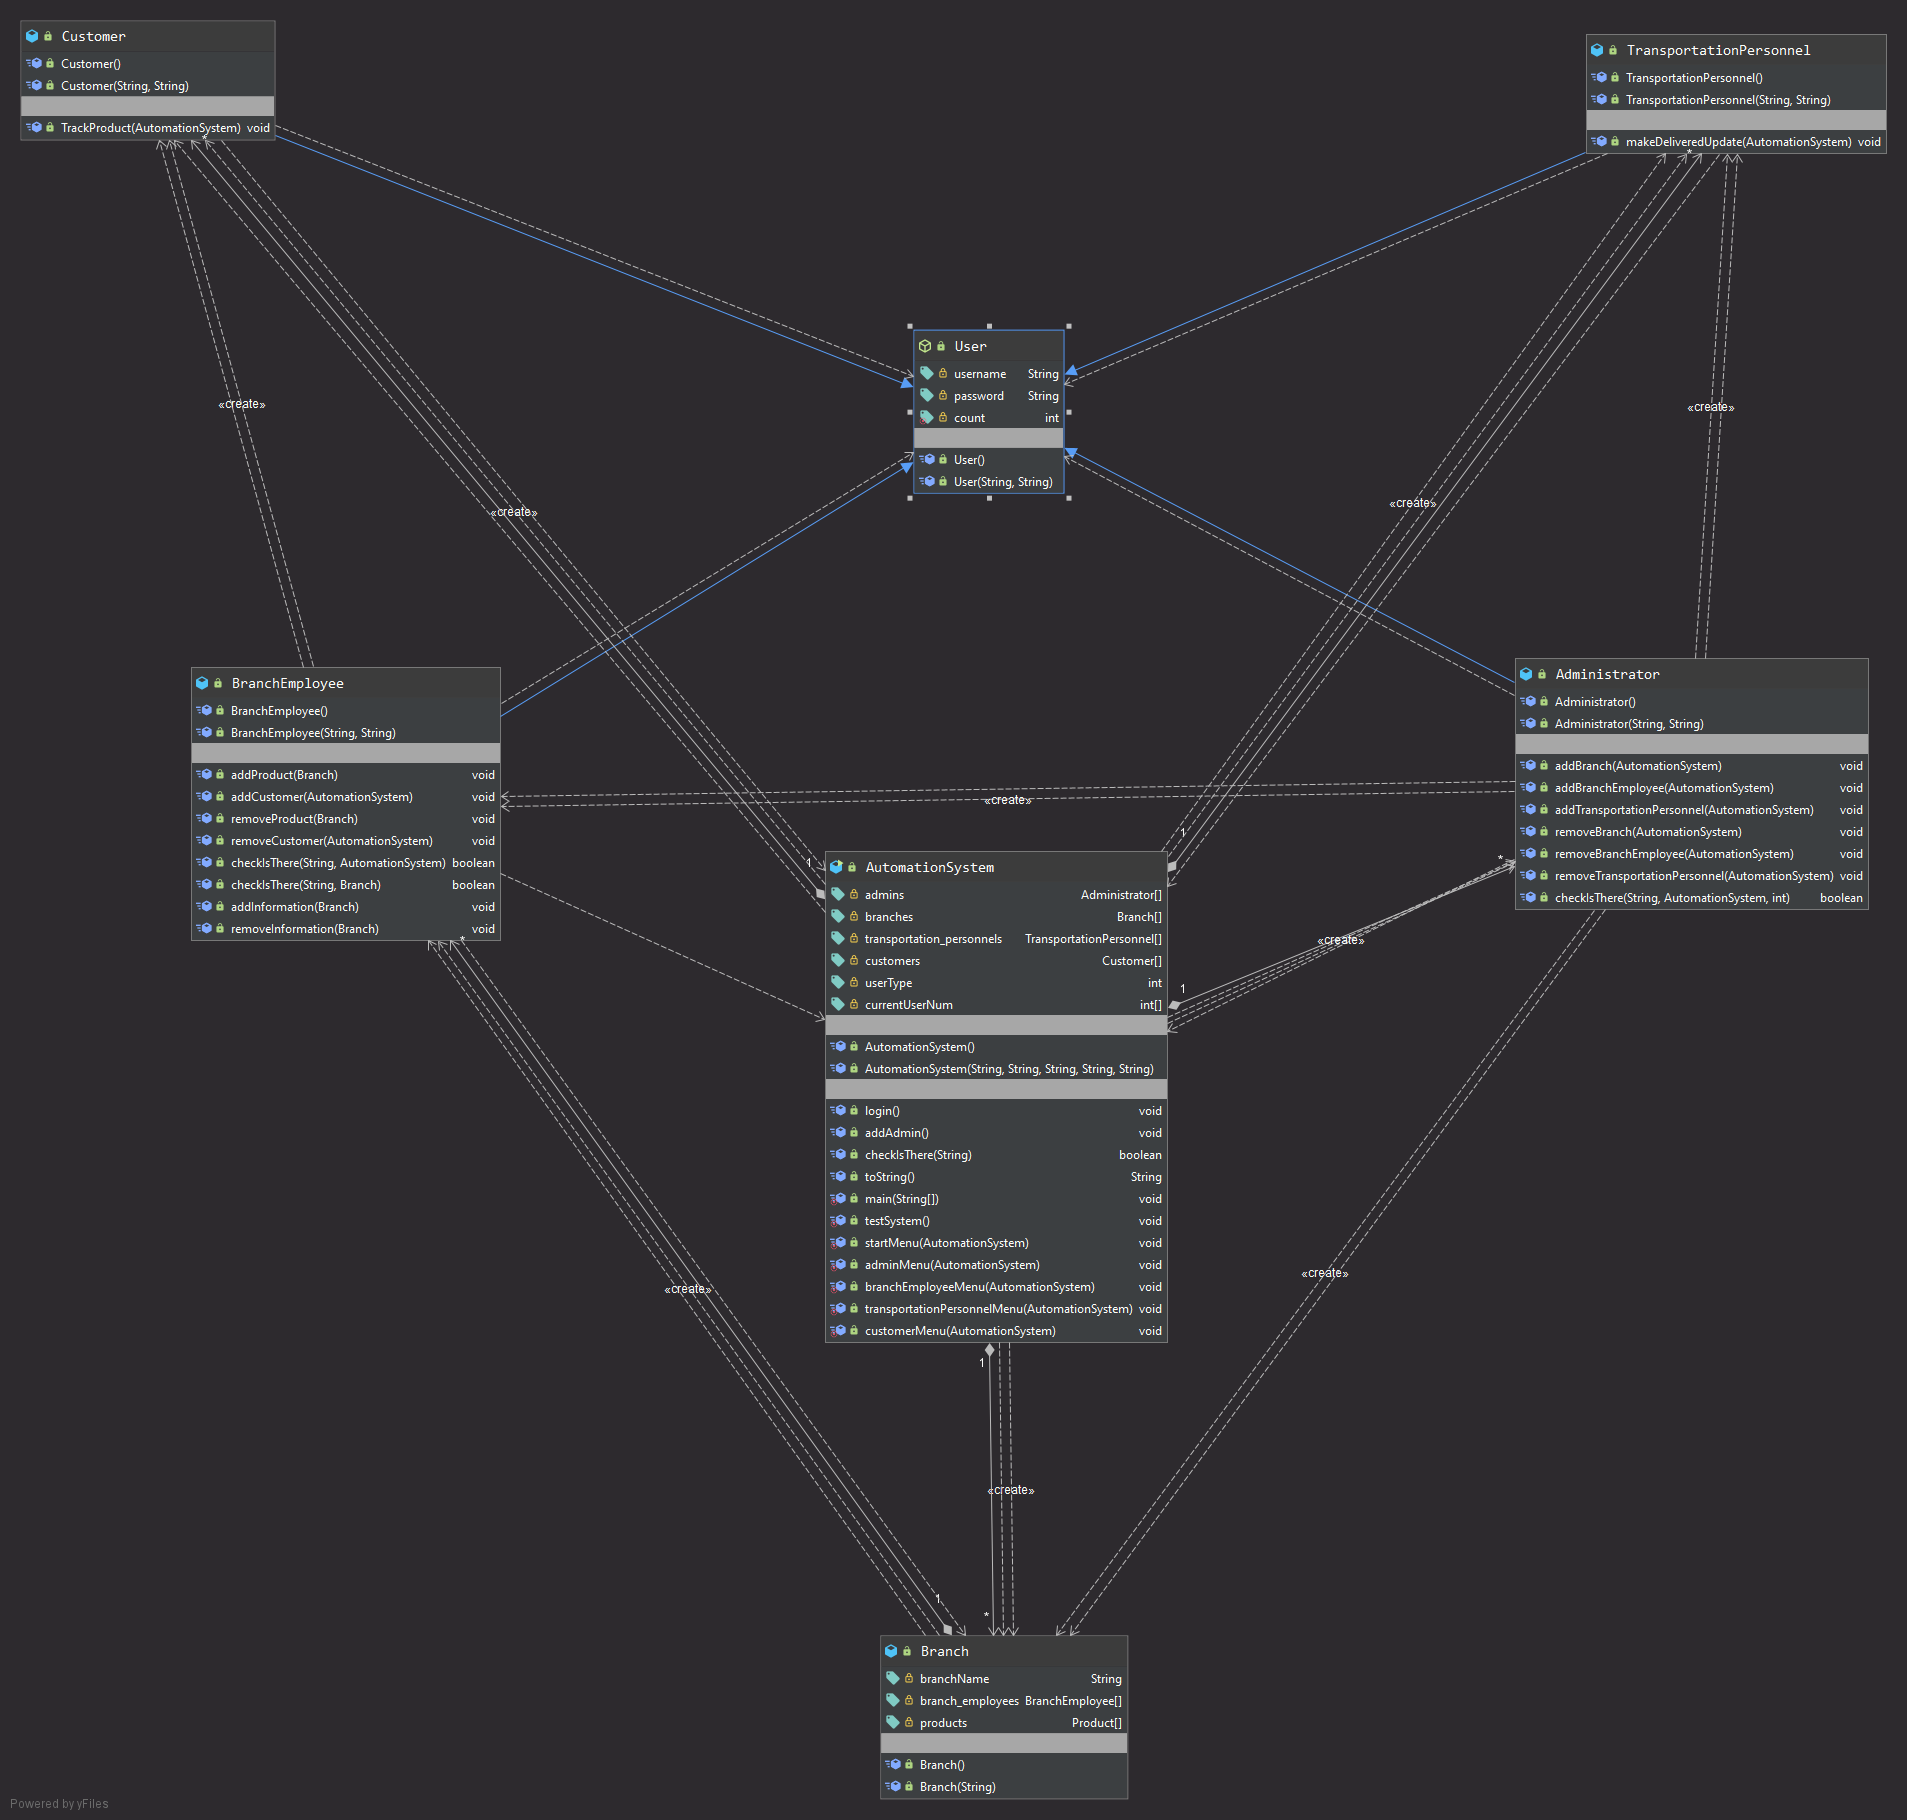 Customer
Customer()
Customer(String, String)
TrackProduct(AutomationSystem) void
*
TransportationPersonnel
TransportationPersonnel()
TransportationPersonnel(String, String)
makeDeliveredUpdate(AutomationSystem) void
*
User
username String
password String
count int
User()
User(String, String)
«create»
«create»
«create»
«create»
BranchEmployee
BranchEmployee()
BranchEmployee(String, String)
addProduct(Branch) void
addCustomer(AutomationSystem) void
removeProduct(Branch) void
removeCustomer(AutomationSystem) void
checkIsThere(String, AutomationSystem) boolean
checkIsThere(String, Branch) boolean
addInformation(Branch) void
removeInformation(Branch) void
*
Administrator
Administrator()
Administrator(String, String)
addBranch(AutomationSystem) void
addBranchEmployee(AutomationSystem) void
addTransportationPersonnel(AutomationSystem) void
removeBranch(AutomationSystem) void
removeBranchEmployee(AutomationSystem) void
removeTransportationPersonnel(AutomationSystem) void
checkIsThere(String, AutomationSystem, int) boolean
«create»
1
1
*
«create»
1
AutomationSystem
admins Administrator[]
branches Branch[]
transportation_personnels TransportationPersonnel[]
customers Customer[]
userType int
currentUserNum int[]
AutomationSystem()
AutomationSystem(String, String, String, String, String)
login() void
addAdmin() void
checkIsThere(String) boolean
toString() String
main(String[]) void
testSystem() void
startMenu(AutomationSystem) void
adminMenu(AutomationSystem) void
branchEmployeeMenu(AutomationSystem) void
transportationPersonnelMenu(AutomationSystem) void
customerMenu(AutomationSystem) void
«create»
«create»
1
«create»
1
*
Branch
branchName String
branch_employees BranchEmployee[]
products Product[]
Branch()
Branch(String)
Powered by yFiles